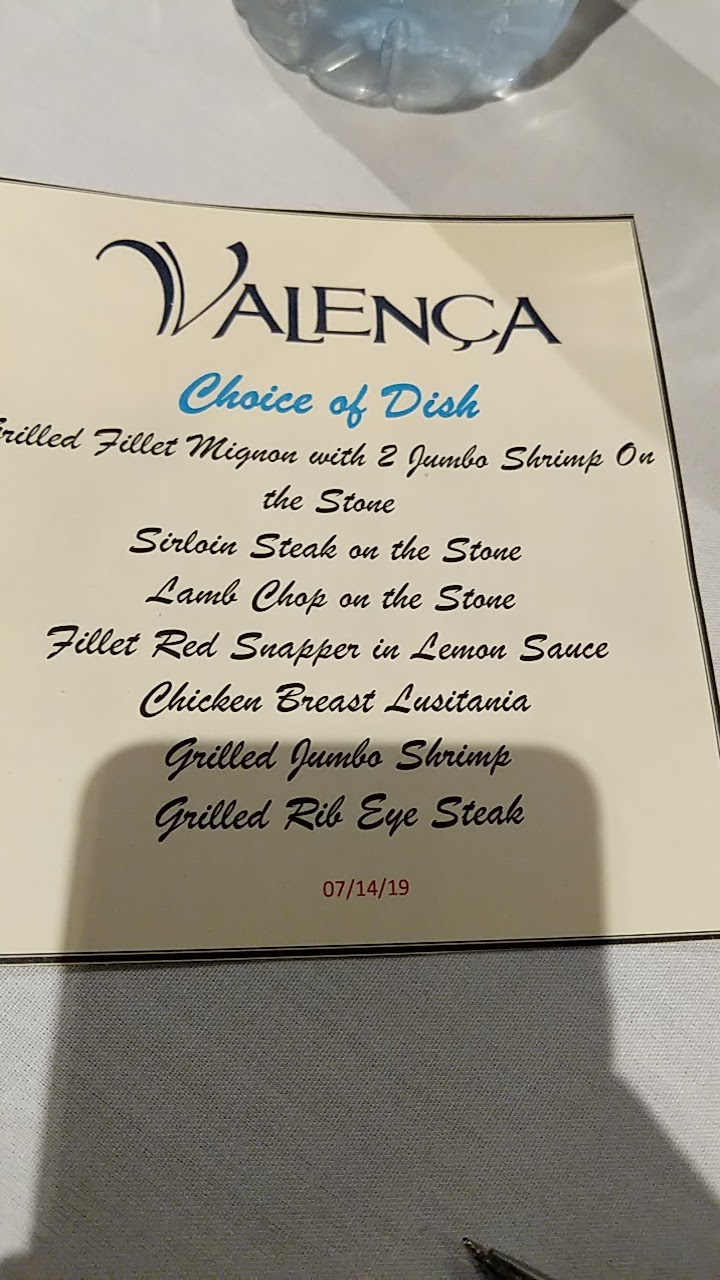 VALENÇA
Choice of Dish
Grilled Fillet Mignon with 2 Jumbo Shrimp On
the Stone
Sirloin Steak on the Stone
Lamb Chop on the Stone
Fillet Red Snapper in Lemon Sauce
Chicken Breast Lusitania
Grilled Jumbo Shrimp
Grilled Rib Eye Steak
07/14/19